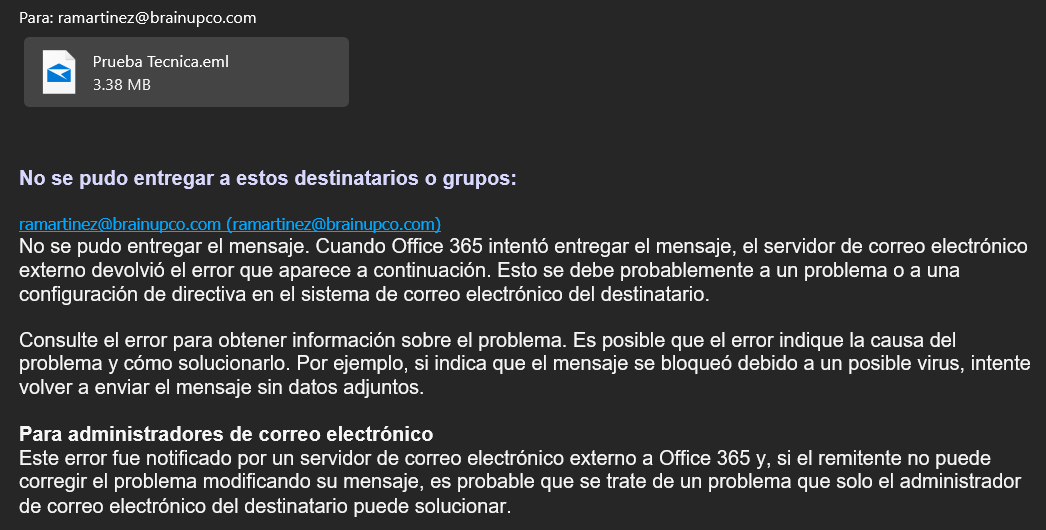 Para: ramartinez@brainupco.com
Prueba Tecnica.eml
3.38 MB
No se pudo entregar a estos destinatarios o grupos:
ramartinez@brainupco.com (ramartinez@brainupco.com)
No se pudo entregar el mensaje. Cuando Office 365 intentó entregar el mensaje, el servidor de correo electrónico
externo devolvió el error que aparece a continuación. Esto se debe probablemente a un problema o a una
configuración de directiva en el sistema de correo electrónico del destinatario.
Consulte el error para obtener información sobre el problema. Es posible que el error indique la causa del
problema y cómo solucionarlo. Por ejemplo, si indica que el mensaje se bloqueó debido a un posible virus, intente
volver a enviar el mensaje sin datos adjuntos.
Para administradores de correo electrónico
Este error fue notificado por un servidor de correo electrónico externo a Office 365 y, si el remitente no puede
corregir el problema modificando su mensaje, es probable que se trate de un problema que solo el administrador
de correo electrónico del destinatario puede solucionar.